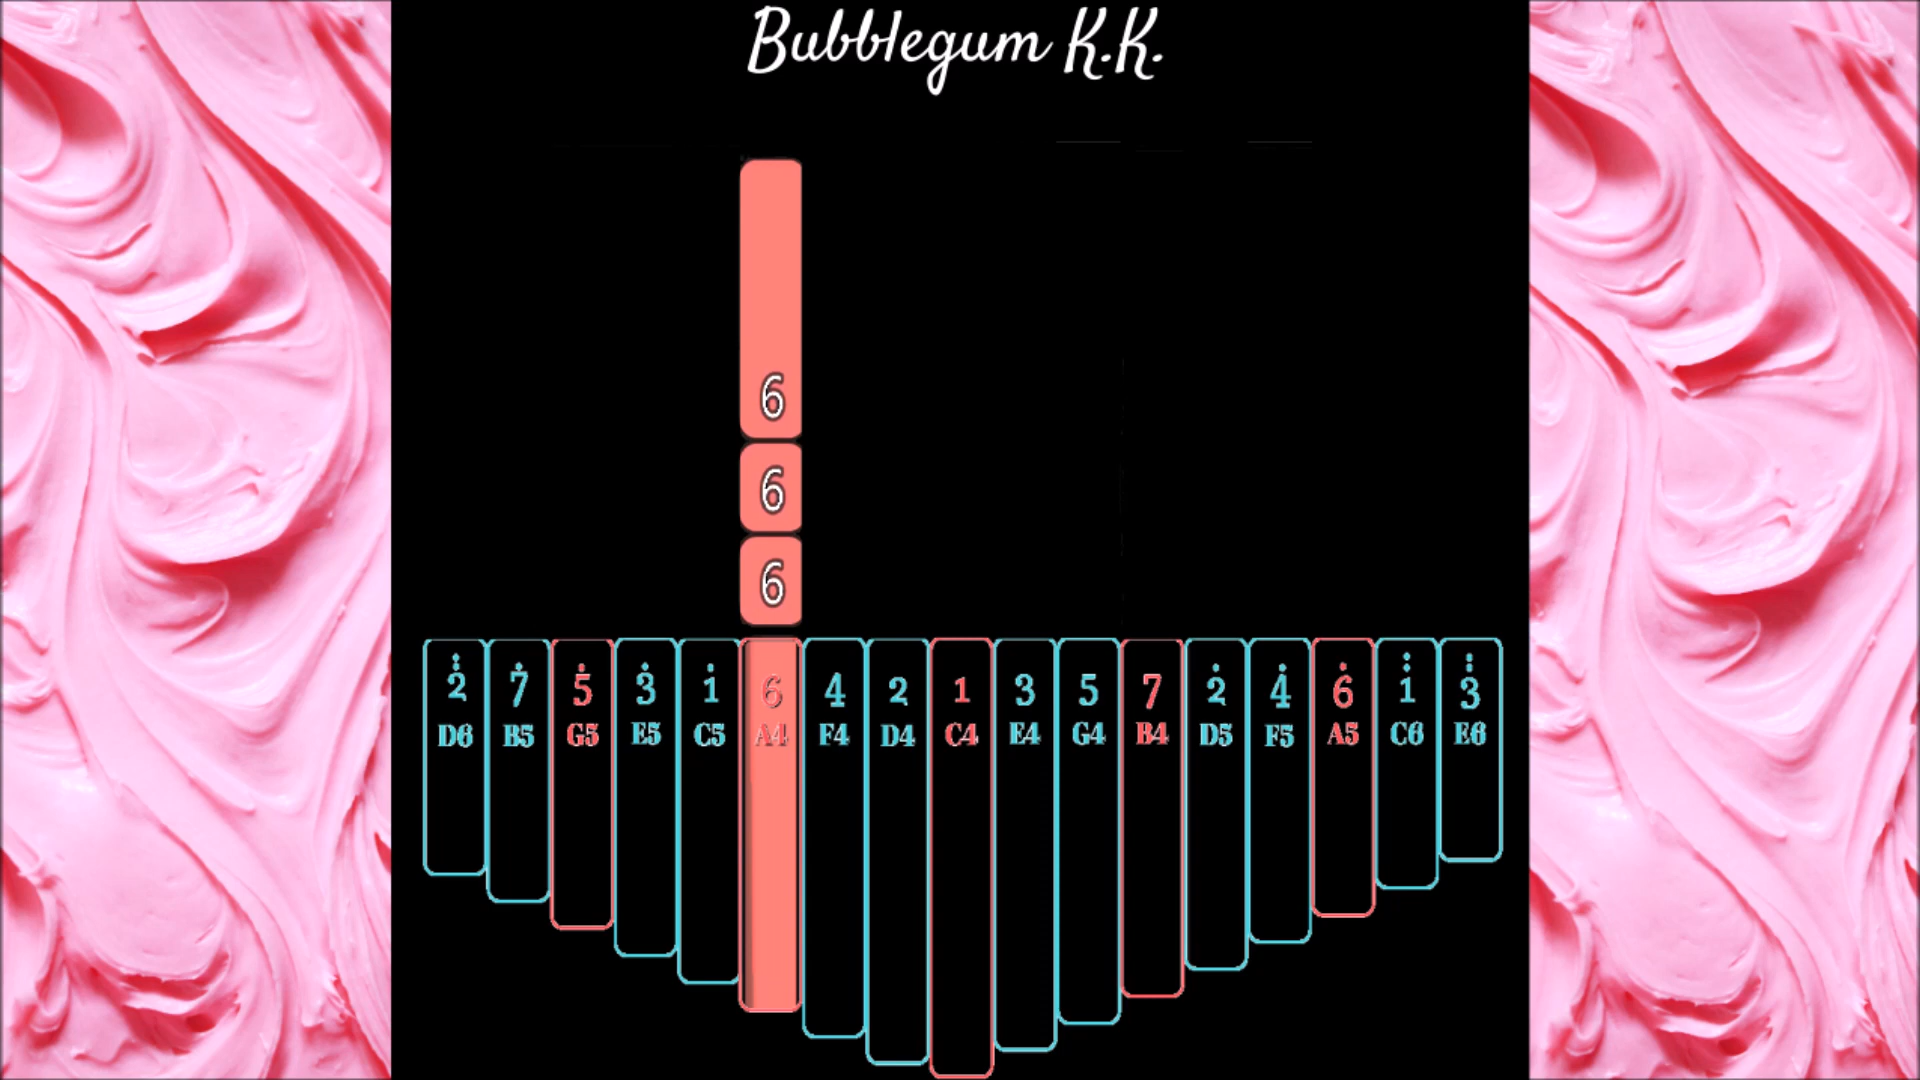 Bubblegum K.K.
6
6
6
2̈ 7̇ 5̇ 3̇ 1̇ 6 4 2 1 3 5 7 2̇ 4̇ 6̇ 1̈ 3̈
D6 B5 G5 E5 C5 A4 F4 D4 C4 E4 G4 B4 D5 F5 A5 C6 E6